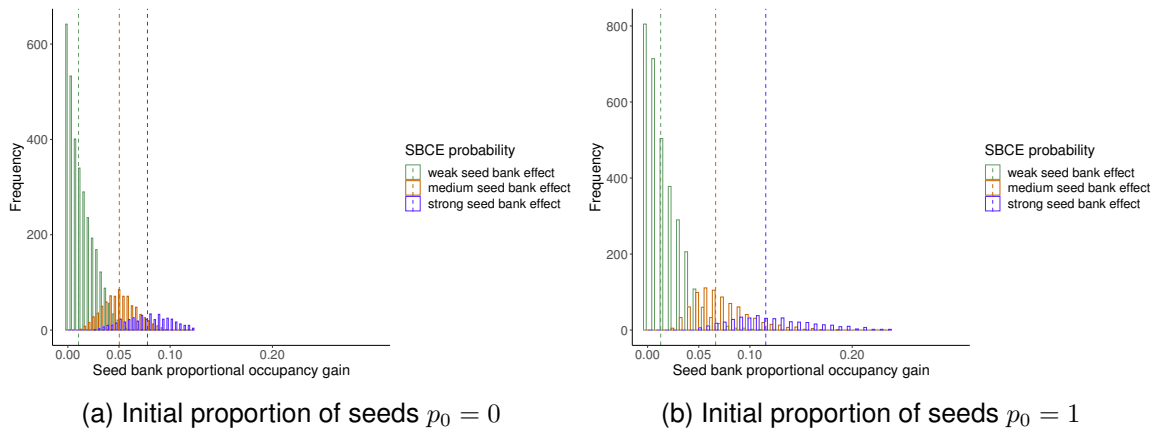 600
400
200
0
Frequency
0.00
0.05
0.10
0.20
Seed bank proportional occupancy gain
SBCE probability
weak seed bank effect
medium seed bank effect
strong seed bank effect
(a) Initial proportion of seeds p₀ = 0
800
600
400
200
0
Frequency
0.00
0.05
0.10
0.20
Seed bank proportional occupancy gain
SBCE probability
weak seed bank effect
medium seed bank effect
strong seed bank effect
(b) Initial proportion of seeds p₀ = 1